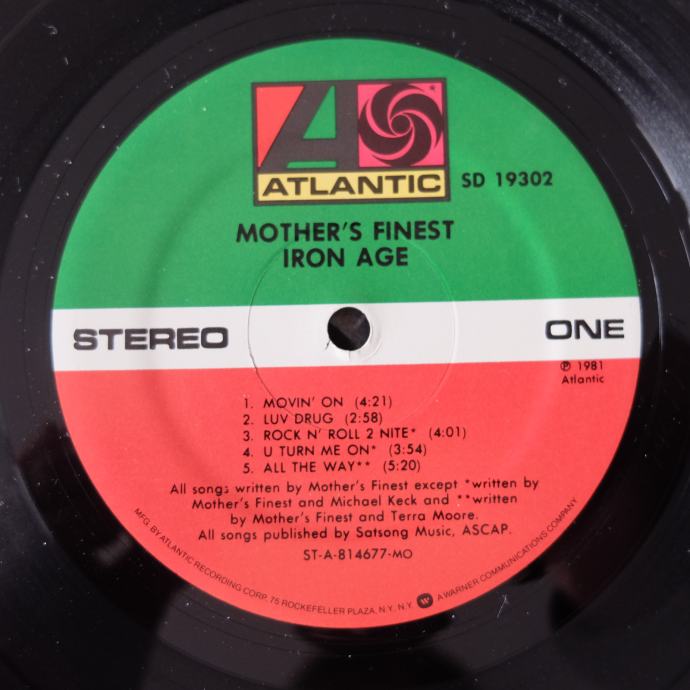 ATLANTIC
SD 19302
MOTHER'S FINEST
IRON AGE
STEREO
ONE
℗ 1981
Atlantic
1. MOVIN' ON (4:21)
2. LUV DRUG (2:58)
3. ROCK N' ROLL 2 NITE* (4:01)
4. U TURN ME ON* (3:54)
5. ALL THE WAY** (5:20)
All songs written by Mother's Finest except *written by
Mother's Finest and Michael Keck and **written
by Mother's Finest and Terra Moore.
All songs published by Satsong Music, ASCAP.
ST-A-814677-MO
MFG. BY ATLANTIC RECORDING CORP. 75 ROCKEFELLER PLAZA, N.Y. N.Y. A WARNER COMMUNICATIONS COMPANY